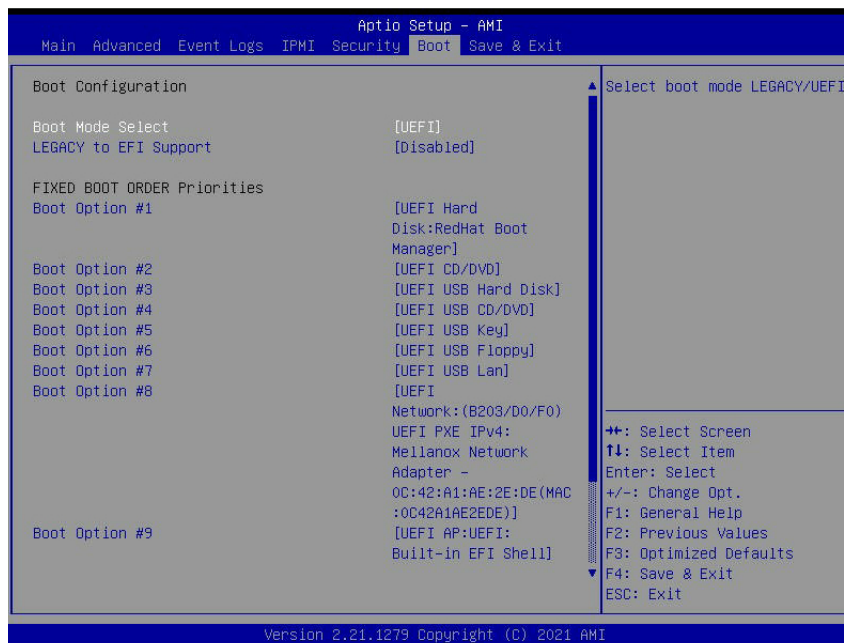 Aptio Setup – AMI
Main Advanced Event Logs IPMI Security Boot Save & Exit
Boot Configuration
Boot Mode Select [UEFI]
LEGACY to EFI Support [Disabled]
FIXED BOOT ORDER Priorities
Boot Option #1 [UEFI Hard
Disk:RedHat Boot
Manager]
Boot Option #2 [UEFI CD/DVD]
Boot Option #3 [UEFI USB Hard Disk]
Boot Option #4 [UEFI USB CD/DVD]
Boot Option #5 [UEFI USB Key]
Boot Option #6 [UEFI USB Floppy]
Boot Option #7 [UEFI USB Lan]
Boot Option #8 [UEFI
Network:(B203/D0/F0)
UEFI PXE IPv4:
Mellanox Network
Adapter –
0C:42:A1:AE:2E:DE(MAC
:0C42A1AE2EDE)]
Boot Option #9 [UEFI AP:UEFI:
Built-in EFI Shell]
Select boot mode LEGACY/UEFI
→←: Select Screen
↑↓: Select Item
Enter: Select
+/-: Change Opt.
F1: General Help
F2: Previous Values
F3: Optimized Defaults
F4: Save & Exit
ESC: Exit
Version 2.21.1279 Copyright (C) 2021 AMI